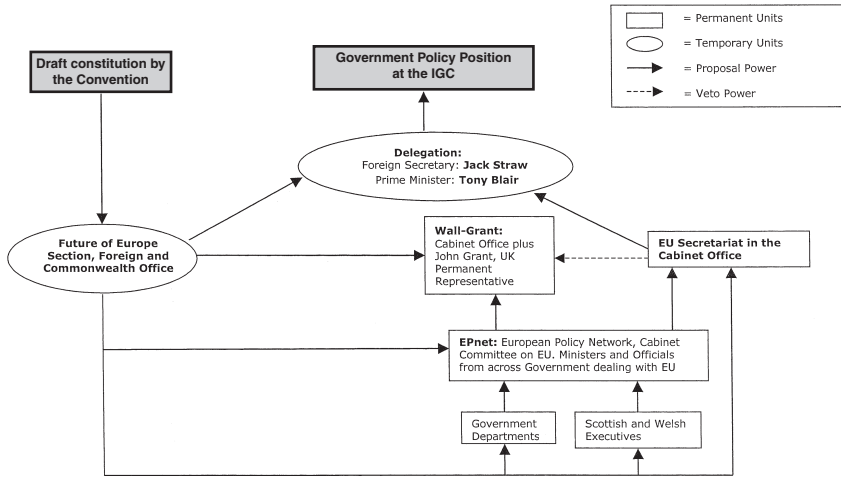 = Permanent Units
= Temporary Units
= Proposal Power
= Veto Power
Draft constitution by
the Convention
Government Policy Position
at the IGC
Delegation:
Foreign Secretary: Jack Straw
Prime Minister: Tony Blair
Future of Europe
Section, Foreign and
Commonwealth Office
Wall-Grant:
Cabinet Office plus
John Grant, UK
Permanent
Representative
EU Secretariat in the
Cabinet Office
EPnet: European Policy Network, Cabinet
Committee on EU. Ministers and Officials
from across Government dealing with EU
Government
Departments
Scottish and Welsh
Executives